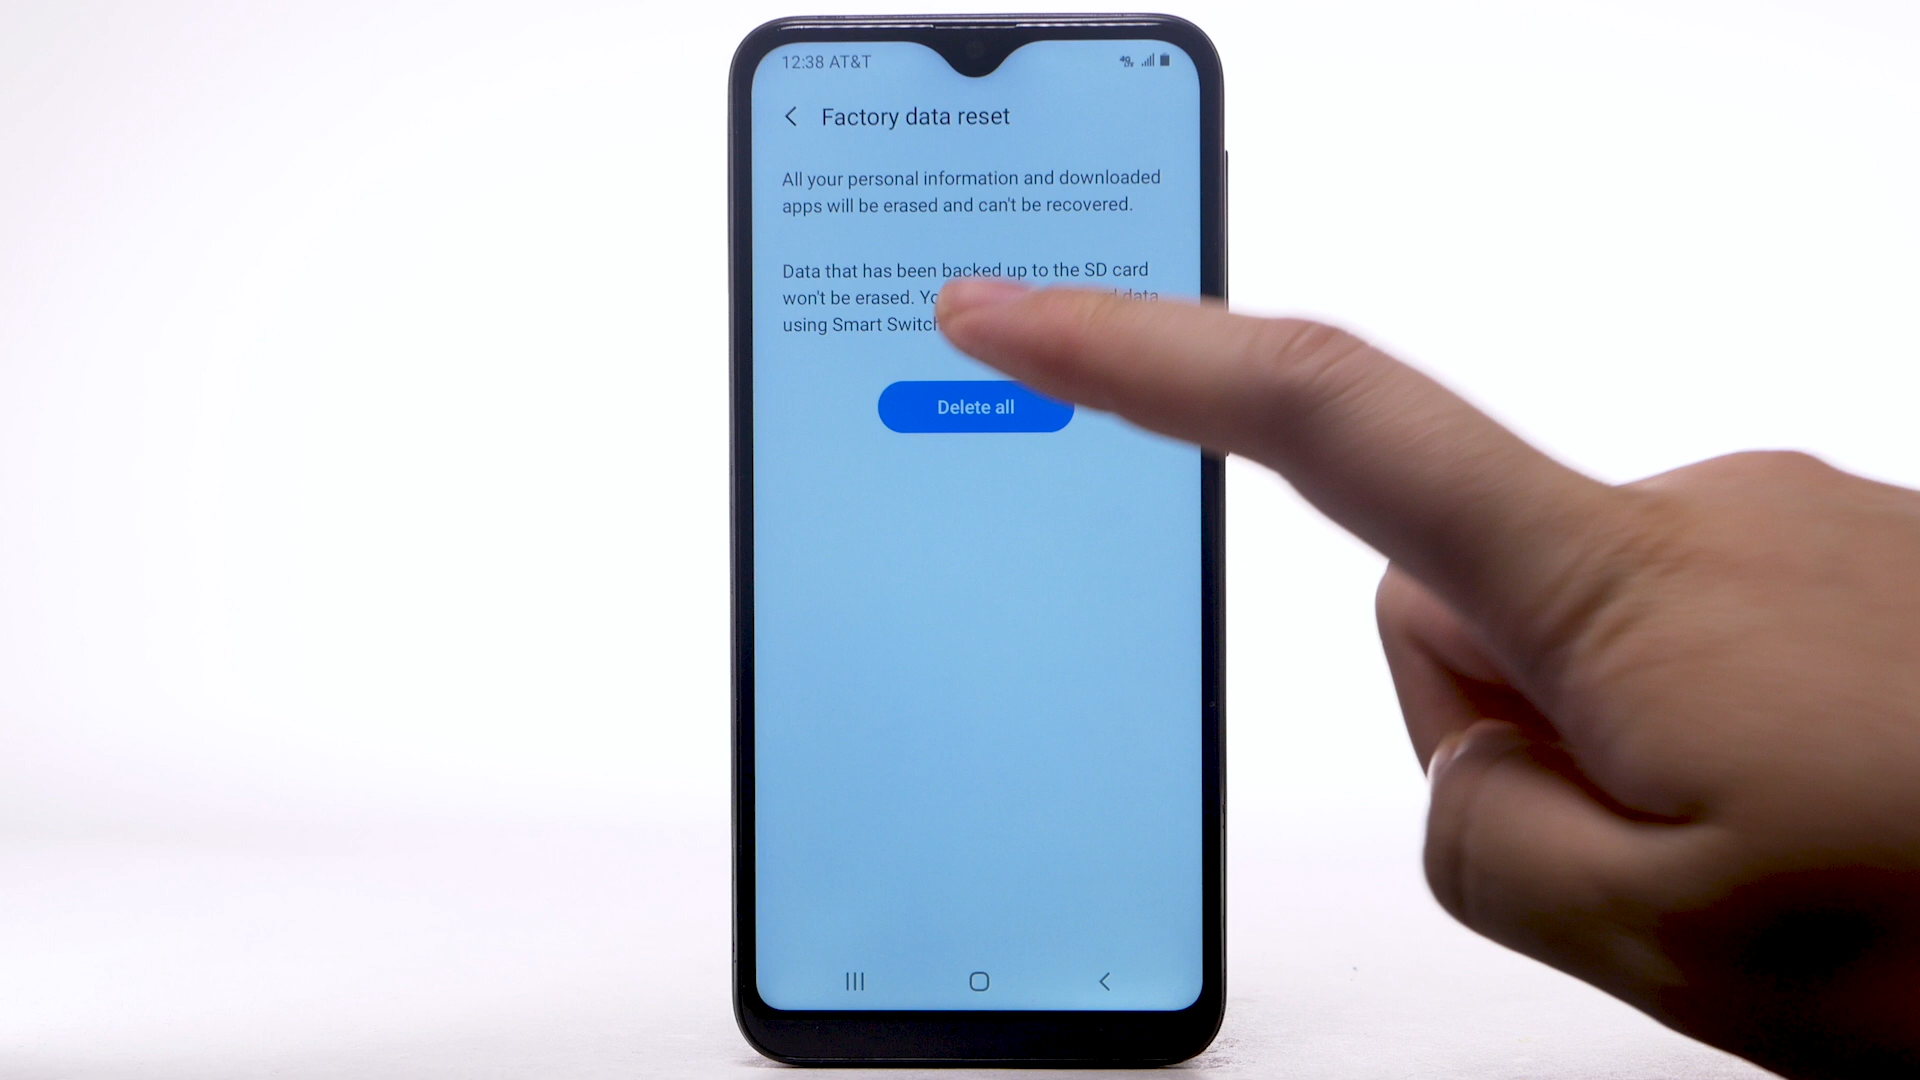 12:38 AT&T
Factory data reset
All your personal information and downloaded
apps will be erased and can't be recovered.
Data that has been backed up to the SD card
won't be erased. data
using Smart Switch
Delete all